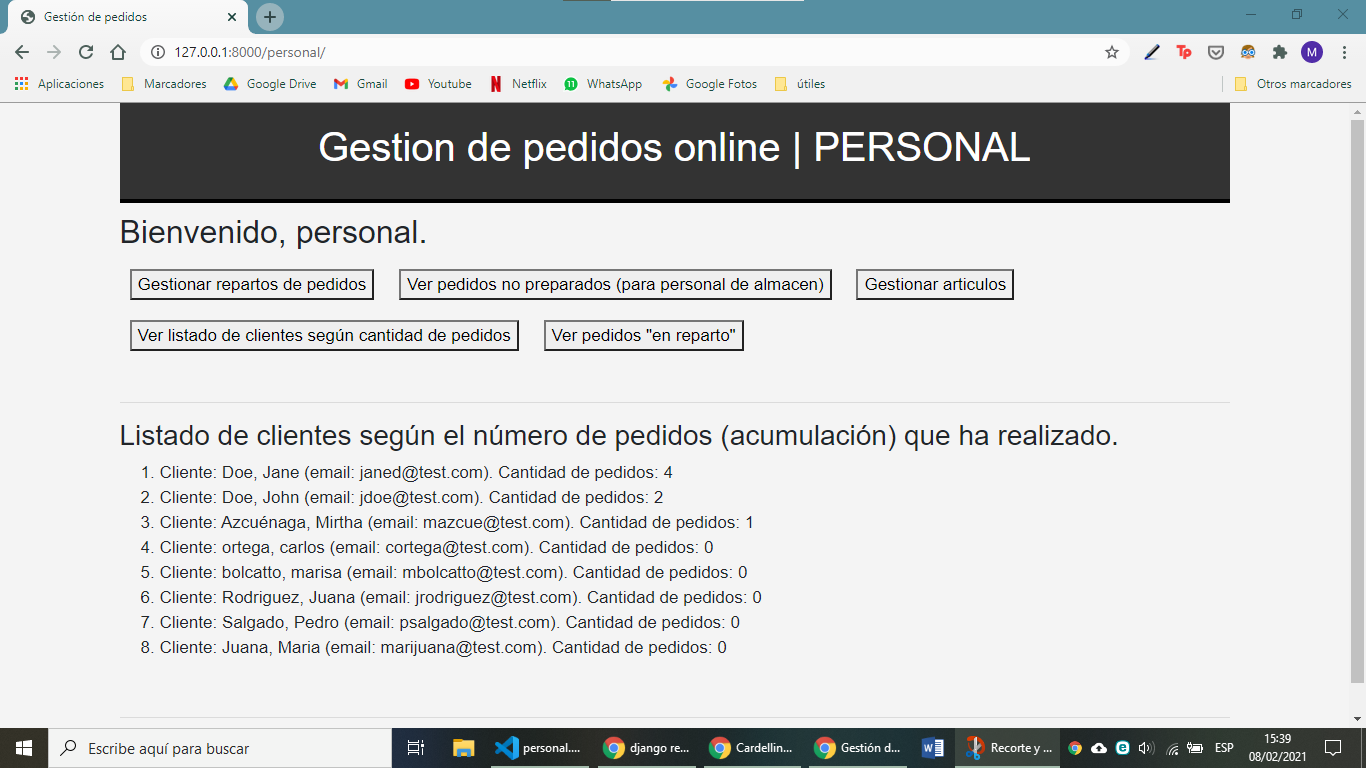 Gestión de pedidos
127.0.0.1:8000/personal/
Aplicaciones Marcadores Google Drive Gmail Youtube Netflix 11 WhatsApp Google Fotos útiles Otros marcadores
Gestion de pedidos online | PERSONAL
Bienvenido, personal.
Gestionar repartos de pedidos Ver pedidos no preparados (para personal de almacen) Gestionar articulos
Ver listado de clientes según cantidad de pedidos Ver pedidos "en reparto"
Listado de clientes según el número de pedidos (acumulación) que ha realizado.
1. Cliente: Doe, Jane (email: janed@test.com). Cantidad de pedidos: 4
2. Cliente: Doe, John (email: jdoe@test.com). Cantidad de pedidos: 2
3. Cliente: Azcuénaga, Mirtha (email: mazcue@test.com). Cantidad de pedidos: 1
4. Cliente: ortega, carlos (email: cortega@test.com). Cantidad de pedidos: 0
5. Cliente: bolcatto, marisa (email: mbolcatto@test.com). Cantidad de pedidos: 0
6. Cliente: Rodriguez, Juana (email: jrodriguez@test.com). Cantidad de pedidos: 0
7. Cliente: Salgado, Pedro (email: psalgado@test.com). Cantidad de pedidos: 0
8. Cliente: Juana, Maria (email: marijuana@test.com). Cantidad de pedidos: 0
Escribe aquí para buscar personal.... django re... Cardellin... Gestión d... Recorte y ... ESP 15:39
08/02/2021